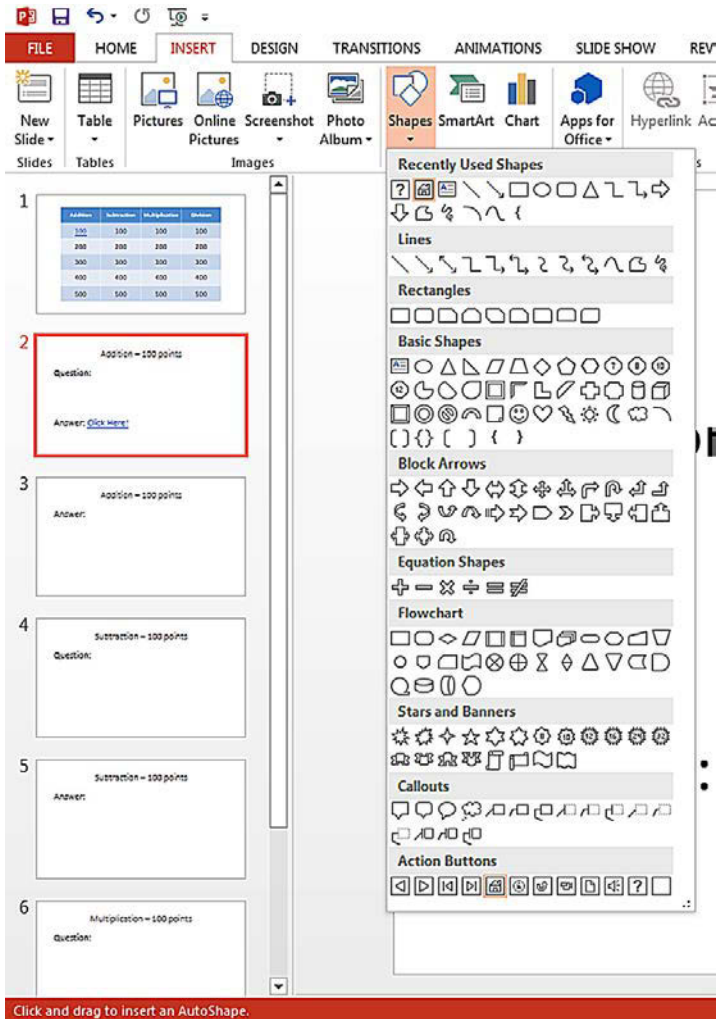 FILE HOME INSERT DESIGN TRANSITIONS ANIMATIONS SLIDE SHOW
New Slide Table Pictures Online Pictures Screenshot Photo Album Shapes SmartArt Chart Apps for Office Hyperlink
Slides Tables Images
Recently Used Shapes
Lines
Rectangles
Basic Shapes
Block Arrows
Equation Shapes
Flowchart
Stars and Banners
Callouts
Action Buttons
1
Addition Subtraction Multiplication Division
100 100 100 100
200 200 200 200
300 300 300 300
400 400 400 400
500 500 500 500
2
Addition – 100 points
Question:
Answer: Click Here!
3
Addition – 100 points
Answer:
4
Subtraction – 100 points
Question:
5
Subtraction – 100 points
Answer:
6
Multiplication – 100 points
Question:
Click and drag to insert an AutoShape.